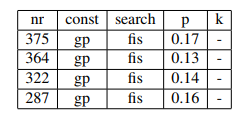 nr const search p k
375 gp fis 0.17 -
364 gp fis 0.13 -
322 gp fis 0.14 -
287 gp fis 0.16 -